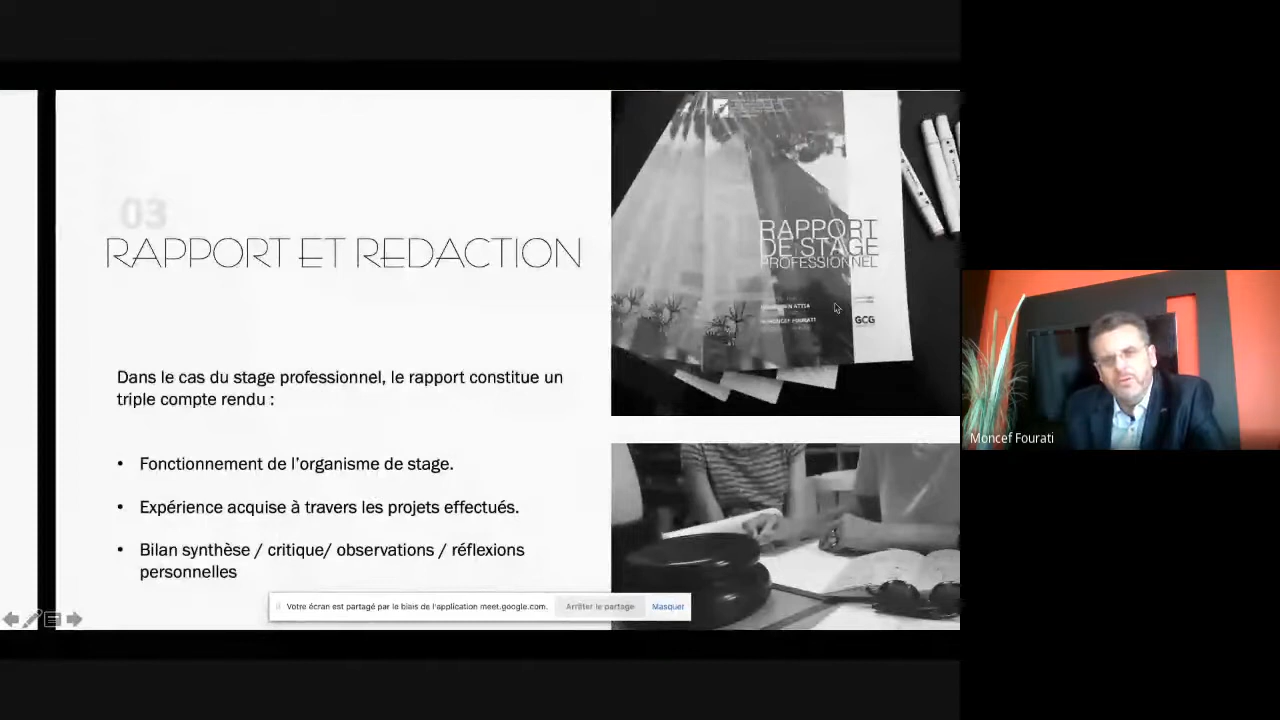 03
RAPPORT ET REDACTION
Dans le cas du stage professionnel, le rapport constitue un
triple compte rendu :
• Fonctionnement de l'organisme de stage.
• Expérience acquise à travers les projets effectués.
• Bilan synthèse / critique/ observations / réflexions
personnelles
RAPPORT
DE STAGE
PROFESSIONNEL
ATTIA
MONCEF FOURATI
GCG
Votre écran est partagé par le biais de l'application meet.google.com.
Arrêter le partage
Masquer
Moncef Fourati